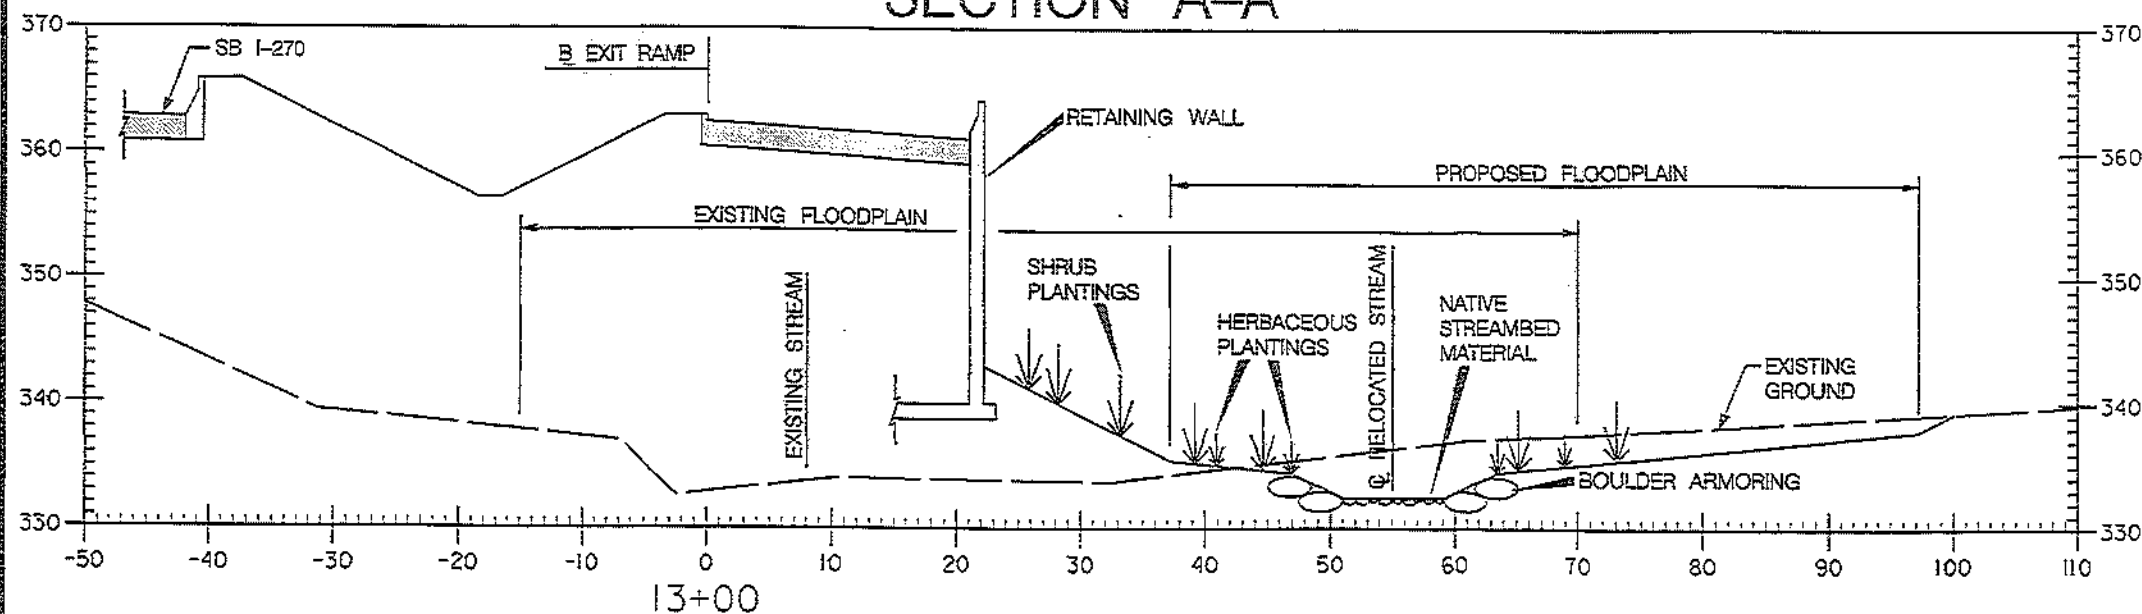 SECTION A-A
370
370
SB I-270
B EXIT RAMP
RETAINING WALL
360
360
PROPOSED FLOODPLAIN
EXISTING FLOODPLAIN
350
350
SHRUB
PLANTINGS
EXISTING STREAM
HERBACEOUS
PLANTINGS
℄ RELOCATED STREAM
NATIVE
STREAMBED
MATERIAL
EXISTING
GROUND
340
340
BOULDER ARMORING
330
330
-50 -40 -30 -20 -10 0 10 20 30 40 50 60 70 80 90 100 110
13+00